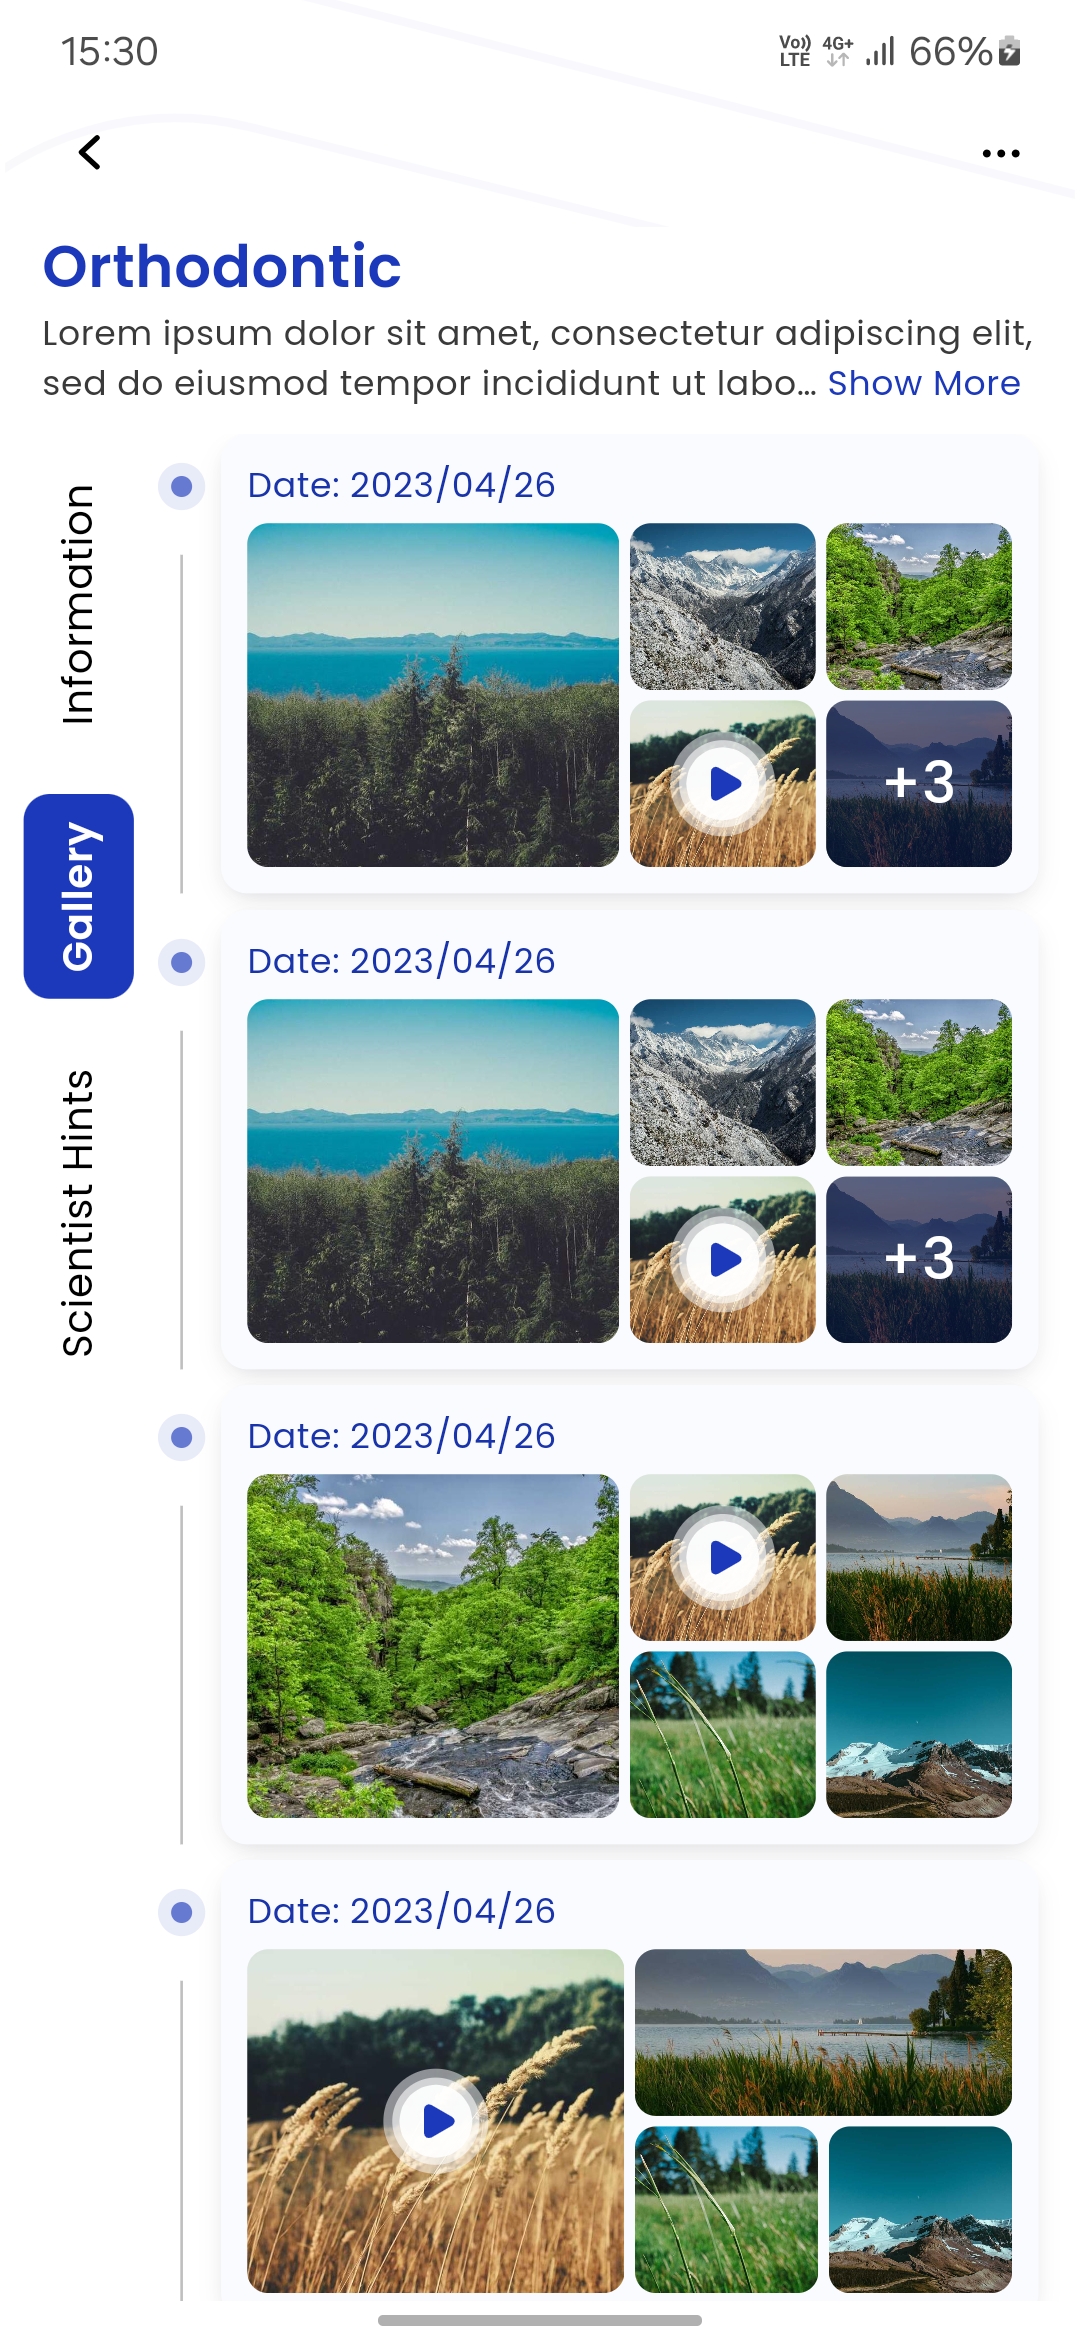 15:30
Vo)) LTE 4G+ 66%
Orthodontic
Lorem ipsum dolor sit amet, consectetur adipiscing elit,
sed do eiusmod tempor incididunt ut labo... Show More
Information
Gallery
Scientist Hints
Date: 2023/04/26
+3
Date: 2023/04/26
+3
Date: 2023/04/26
Date: 2023/04/26